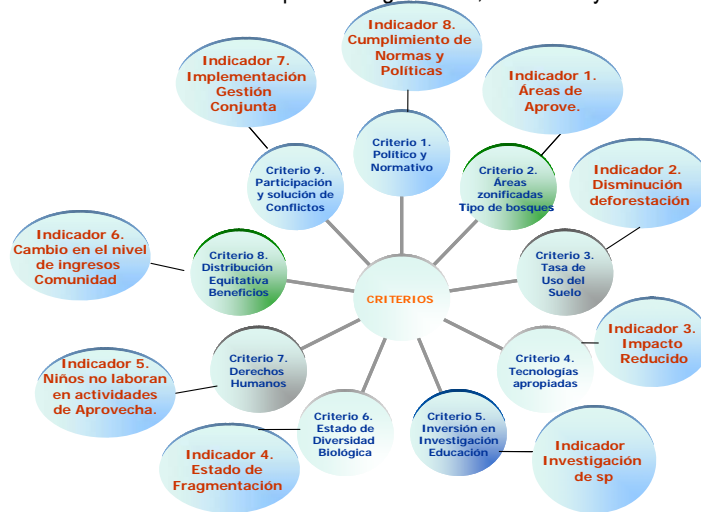 Indicador 8.
Cumplimiento de
Normas y
Políticas
Indicador 7.
Implementación
Gestión
Conjunta
Indicador 1.
Áreas de
Aprove.
Criterio 1.
Político y
Normativo
Criterio 9.
Participación
y solución de
Conflictos
Criterio 2.
Áreas
zonificadas
Tipo de bosques
Indicador 2.
Disminución
deforestación
Indicador 6.
Cambio en el nivel
de ingresos
Comunidad
Criterio 8.
Distribución
Equitativa
Beneficios
Criterio 3.
Tasa de
Uso del
Suelo
CRITERIOS
Indicador 3.
Impacto
Reducido
Indicador 5.
Niños no laboran
en actividades
de Aprovecha.
Criterio 7.
Derechos
Humanos
Criterio 4.
Tecnologías
apropiadas
Criterio 6.
Estado de
Diversidad
Biológica
Criterio 5.
Inversión en
Investigación
Educación
Indicador 4.
Estado de
Fragmentación
Indicador
Investigación
de sp